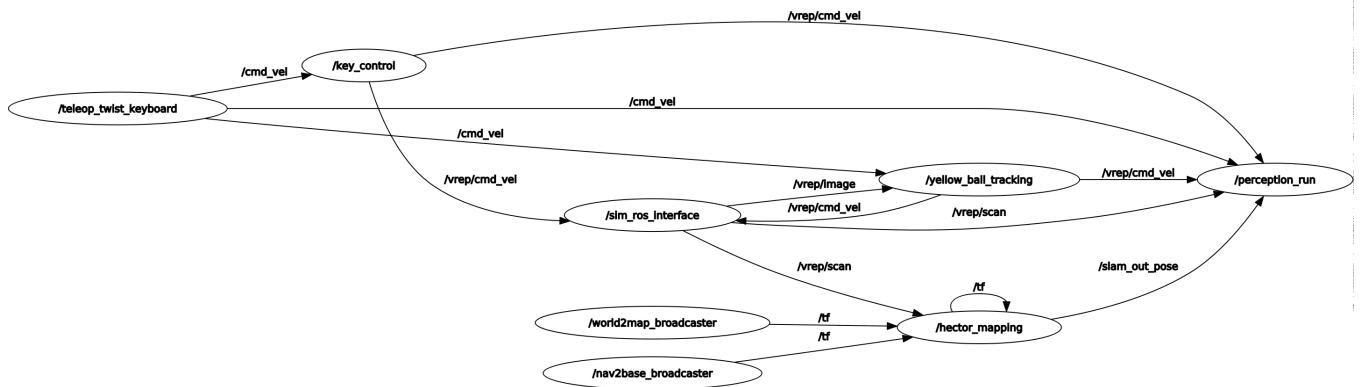 /vrep/cmd_vel
/key_control
/cmd_vel
/teleop_twist_keyboard
/cmd_vel
/cmd_vel
/vrep/cmd_vel
/vrep/image
/yellow_ball_tracking
/vrep/cmd_vel
/perception_run
/vrep/cmd_vel
/sim_ros_interface
/vrep/scan
/vrep/scan
/slam_out_pose
/tf
/world2map_broadcaster
/tf
/hector_mapping
/tf
/nav2base_broadcaster